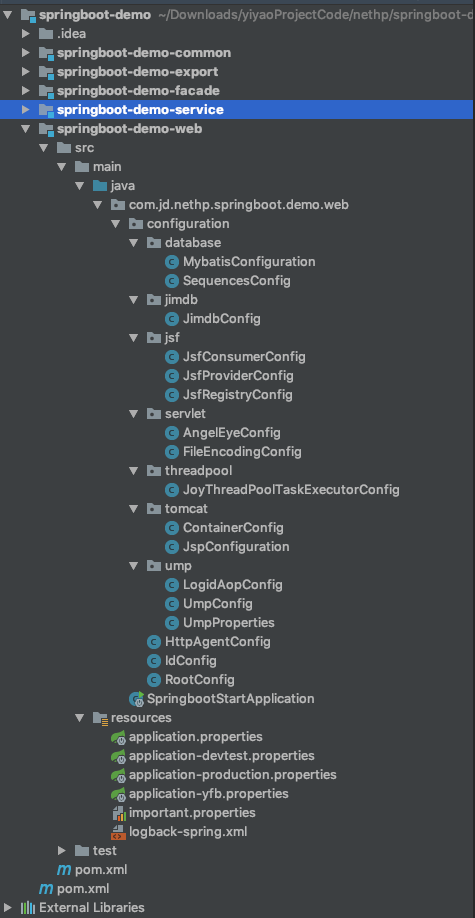 springboot-demo ~/Downloads/yiyaoProjectCode/nethp/springboot-d
.idea
springboot-demo-common
springboot-demo-export
springboot-demo-facade
springboot-demo-service
springboot-demo-web
src
main
java
com.jd.nethp.springboot.demo.web
configuration
database
MybatisConfiguration
SequencesConfig
jimdb
JimdbConfig
jsf
JsfConsumerConfig
JsfProviderConfig
JsfRegistryConfig
servlet
AngelEyeConfig
FileEncodingConfig
threadpool
JoyThreadPoolTaskExecutorConfig
tomcat
ContainerConfig
JspConfiguration
ump
LogidAopConfig
UmpConfig
UmpProperties
HttpAgentConfig
IdConfig
RootConfig
SpringbootStartApplication
resources
application.properties
application-devtest.properties
application-production.properties
application-yfb.properties
important.properties
logback-spring.xml
test
pom.xml
pom.xml
External Libraries